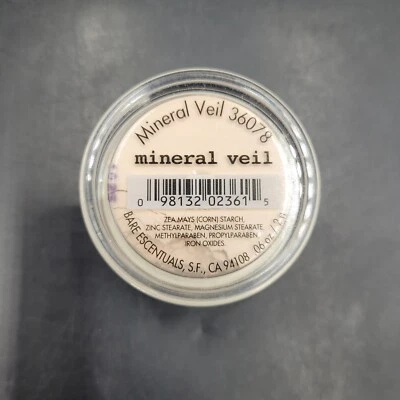 Mineral Veil 36078
mineral veil
0 98132 02361 5
ZEA MAYS (CORN) STARCH,
ZINC STEARATE, MAGNESIUM STEARATE,
METHYLPARABEN, PROPYLPARABEN
IRON OXIDES.
BARE ESCENTUALS, S.F., CA 94108 .06 oz / 2 g